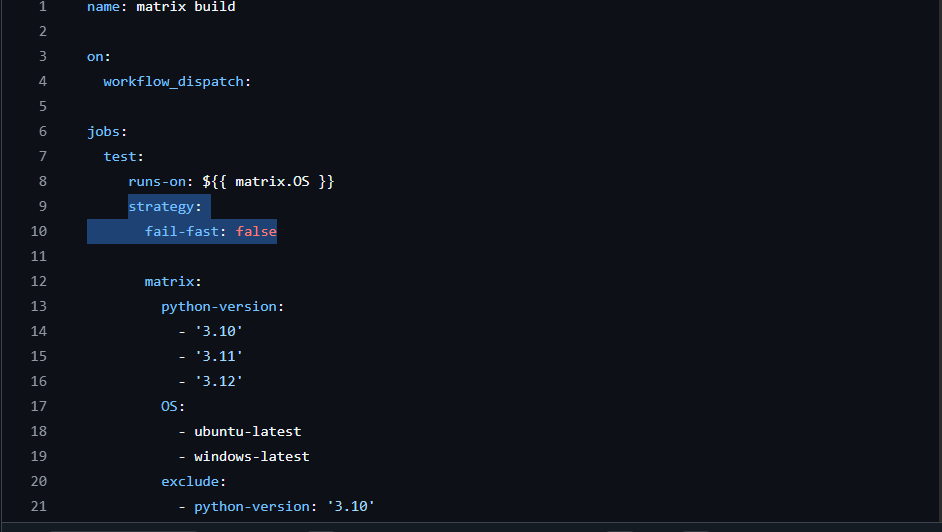 1 name: matrix build
2
3 on:
4 workflow_dispatch:
5
6 jobs:
7 test:
8 runs-on: ${{ matrix.OS }}
9 strategy:
10 fail-fast: false
11
12 matrix:
13 python-version:
14 - '3.10'
15 - '3.11'
16 - '3.12'
17 OS:
18 - ubuntu-latest
19 - windows-latest
20 exclude:
21 - python-version: '3.10'